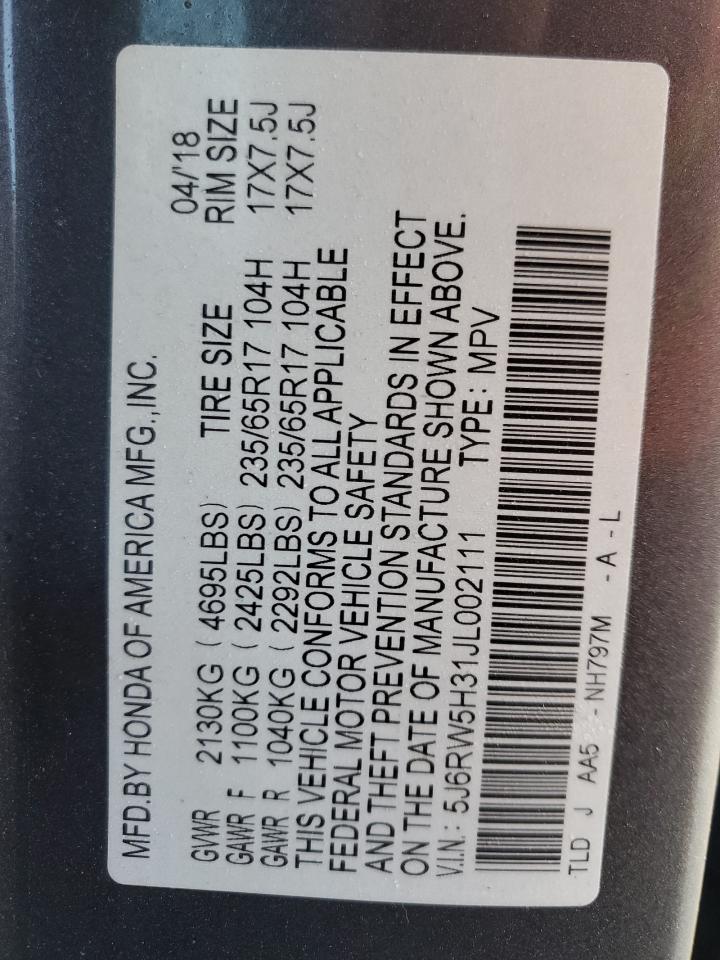 MFD.BY HONDA OF AMERICA MFG.,INC.
04/'18
GVWR 2130KG ( 4695LBS) TIRE SIZE RIM SIZE
GAWR F 1100KG ( 2425LBS) 235/65R17 104H 17X7.5J
GAWR R 1040KG ( 2292LBS) 235/65R17 104H 17X7.5J
THIS VEHICLE CONFORMS TO ALL APPLICABLE
FEDERAL MOTOR VEHICLE SAFETY
AND THEFT PREVENTION STANDARDS IN EFFECT
ON THE DATE OF MANUFACTURE SHOWN ABOVE.
V.I.N.: 5J6RW5H31JL002111 TYPE: MPV
TLD J AA5 -NH797M -A-L